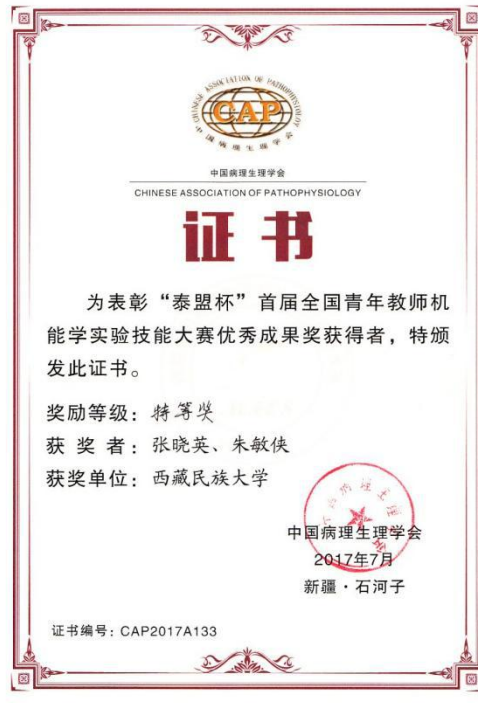 CHINESE ASSOCIATION OF PATHOPHYSIOLOGY
CAP
中国病理生理学会
中国病理生理学会
CHINESE ASSOCIATION OF PATHOPHYSIOLOGY
证书
为表彰“泰盟杯”首届全国青年教师机
能学实验技能大赛优秀成果奖获得者，特颁
发此证书。
奖励等级：特等奖
获奖者：张晓英、朱敏侠
获奖单位：西藏民族大学
中国病理生理学会
2017年7月
新疆·石河子
证书编号：CAP2017A133